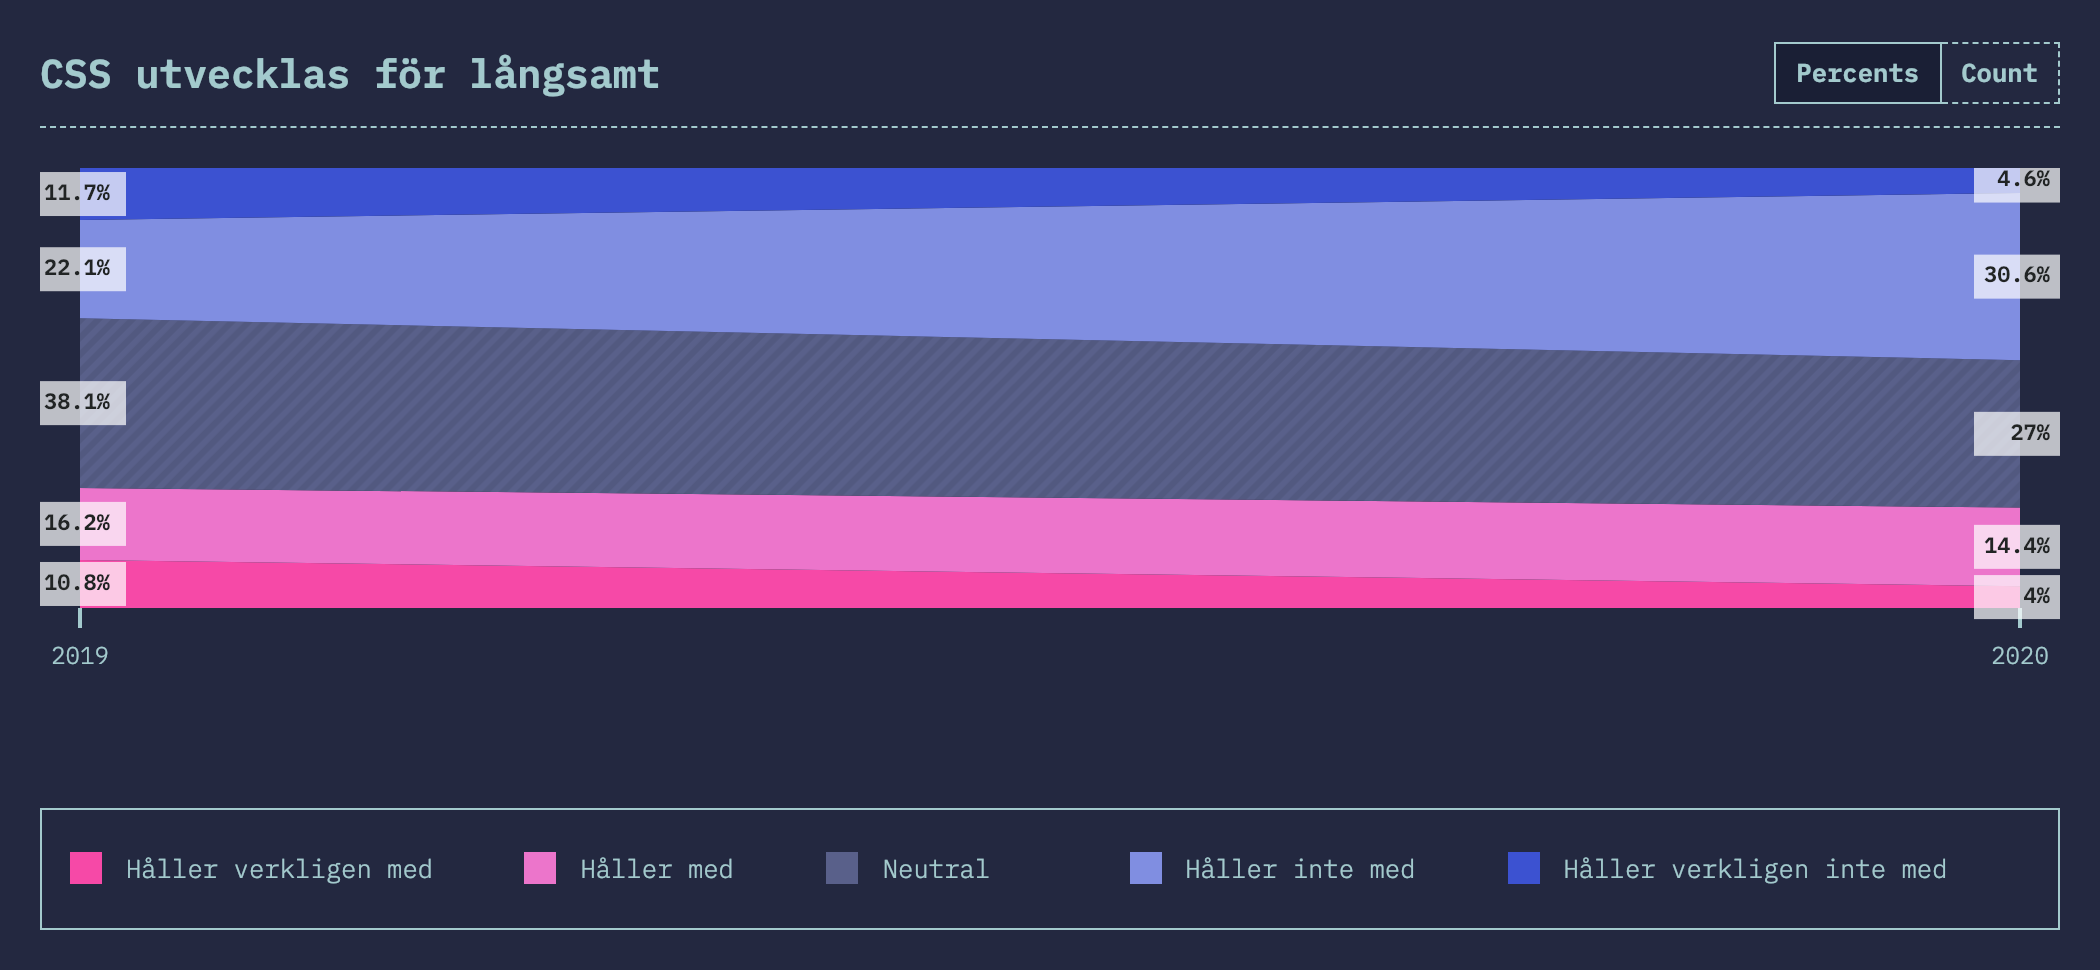 CSS utvecklas för långsamt
Percents
Count
11.7%
4.6%
22.1%
30.6%
38.1%
27%
16.2%
14.4%
10.8%
4%
2019
2020
Håller verkligen med
Håller med
Neutral
Håller inte med
Håller verkligen inte med